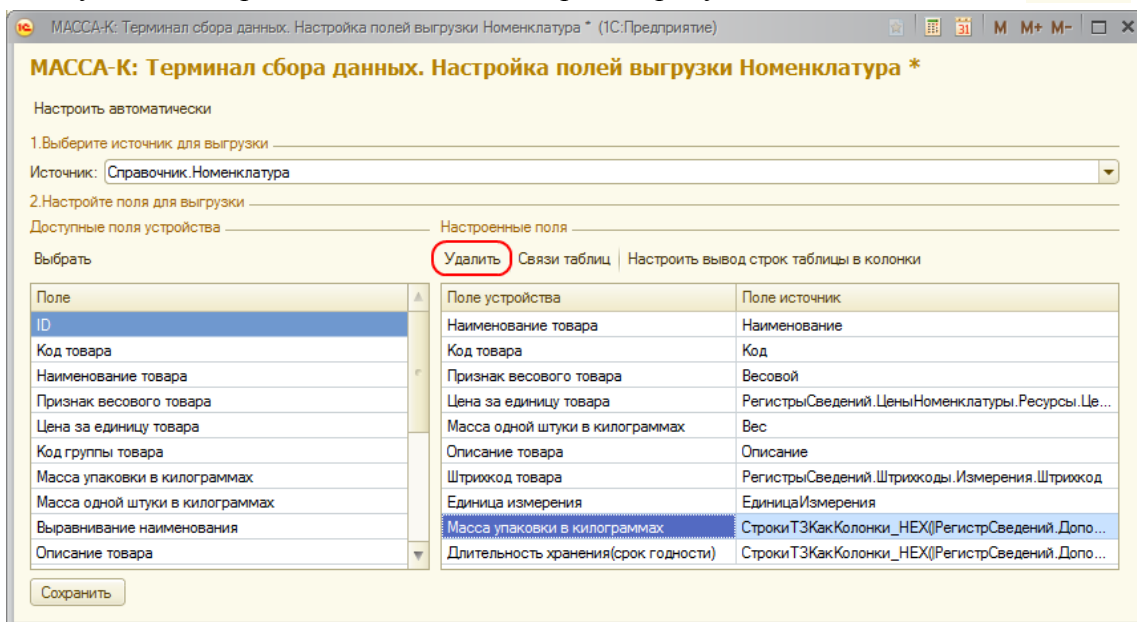 МАССА-К: Терминал сбора данных. Настройка полей выгрузки Номенклатура * (1С:Предприятие)
31 M M+ M-
МАССА-К: Терминал сбора данных. Настройка полей выгрузки Номенклатура *
Настроить автоматически
1.Выберите источник для выгрузки
Источник: Справочник.Номенклатура
2.Настройте поля для выгрузки
Доступные поля устройства
Выбрать
Поле
ID
Код товара
Наименование товара
Признак весового товара
Цена за единицу товара
Код группы товара
Масса упаковки в килограммах
Масса одной штуки в килограммах
Выравнивание наименования
Описание товара
Настроенные поля
Удалить Связи таблиц Настроить вывод строк таблицы в колонки
Поле устройства Поле источник
Наименование товара Наименование
Код товара Код
Признак весового товара Весовой
Цена за единицу товара РегистрыСведений.ЦеныНоменклатуры.Ресурсы.Це...
Масса одной штуки в килограммах Вес
Описание товара Описание
Штрихкод товара РегистрыСведений.Штрихкоды.Измерения.Штрихкод
Единица измерения ЕдиницаИзмерения
Масса упаковки в килограммах СтрокиТЗКакКолонки_НЕХ(|РегистрСведений.Допо...
Длительность хранения(срок годности) СтрокиТЗКакКолонки_НЕХ(|РегистрСведений.Допо...
Сохранить